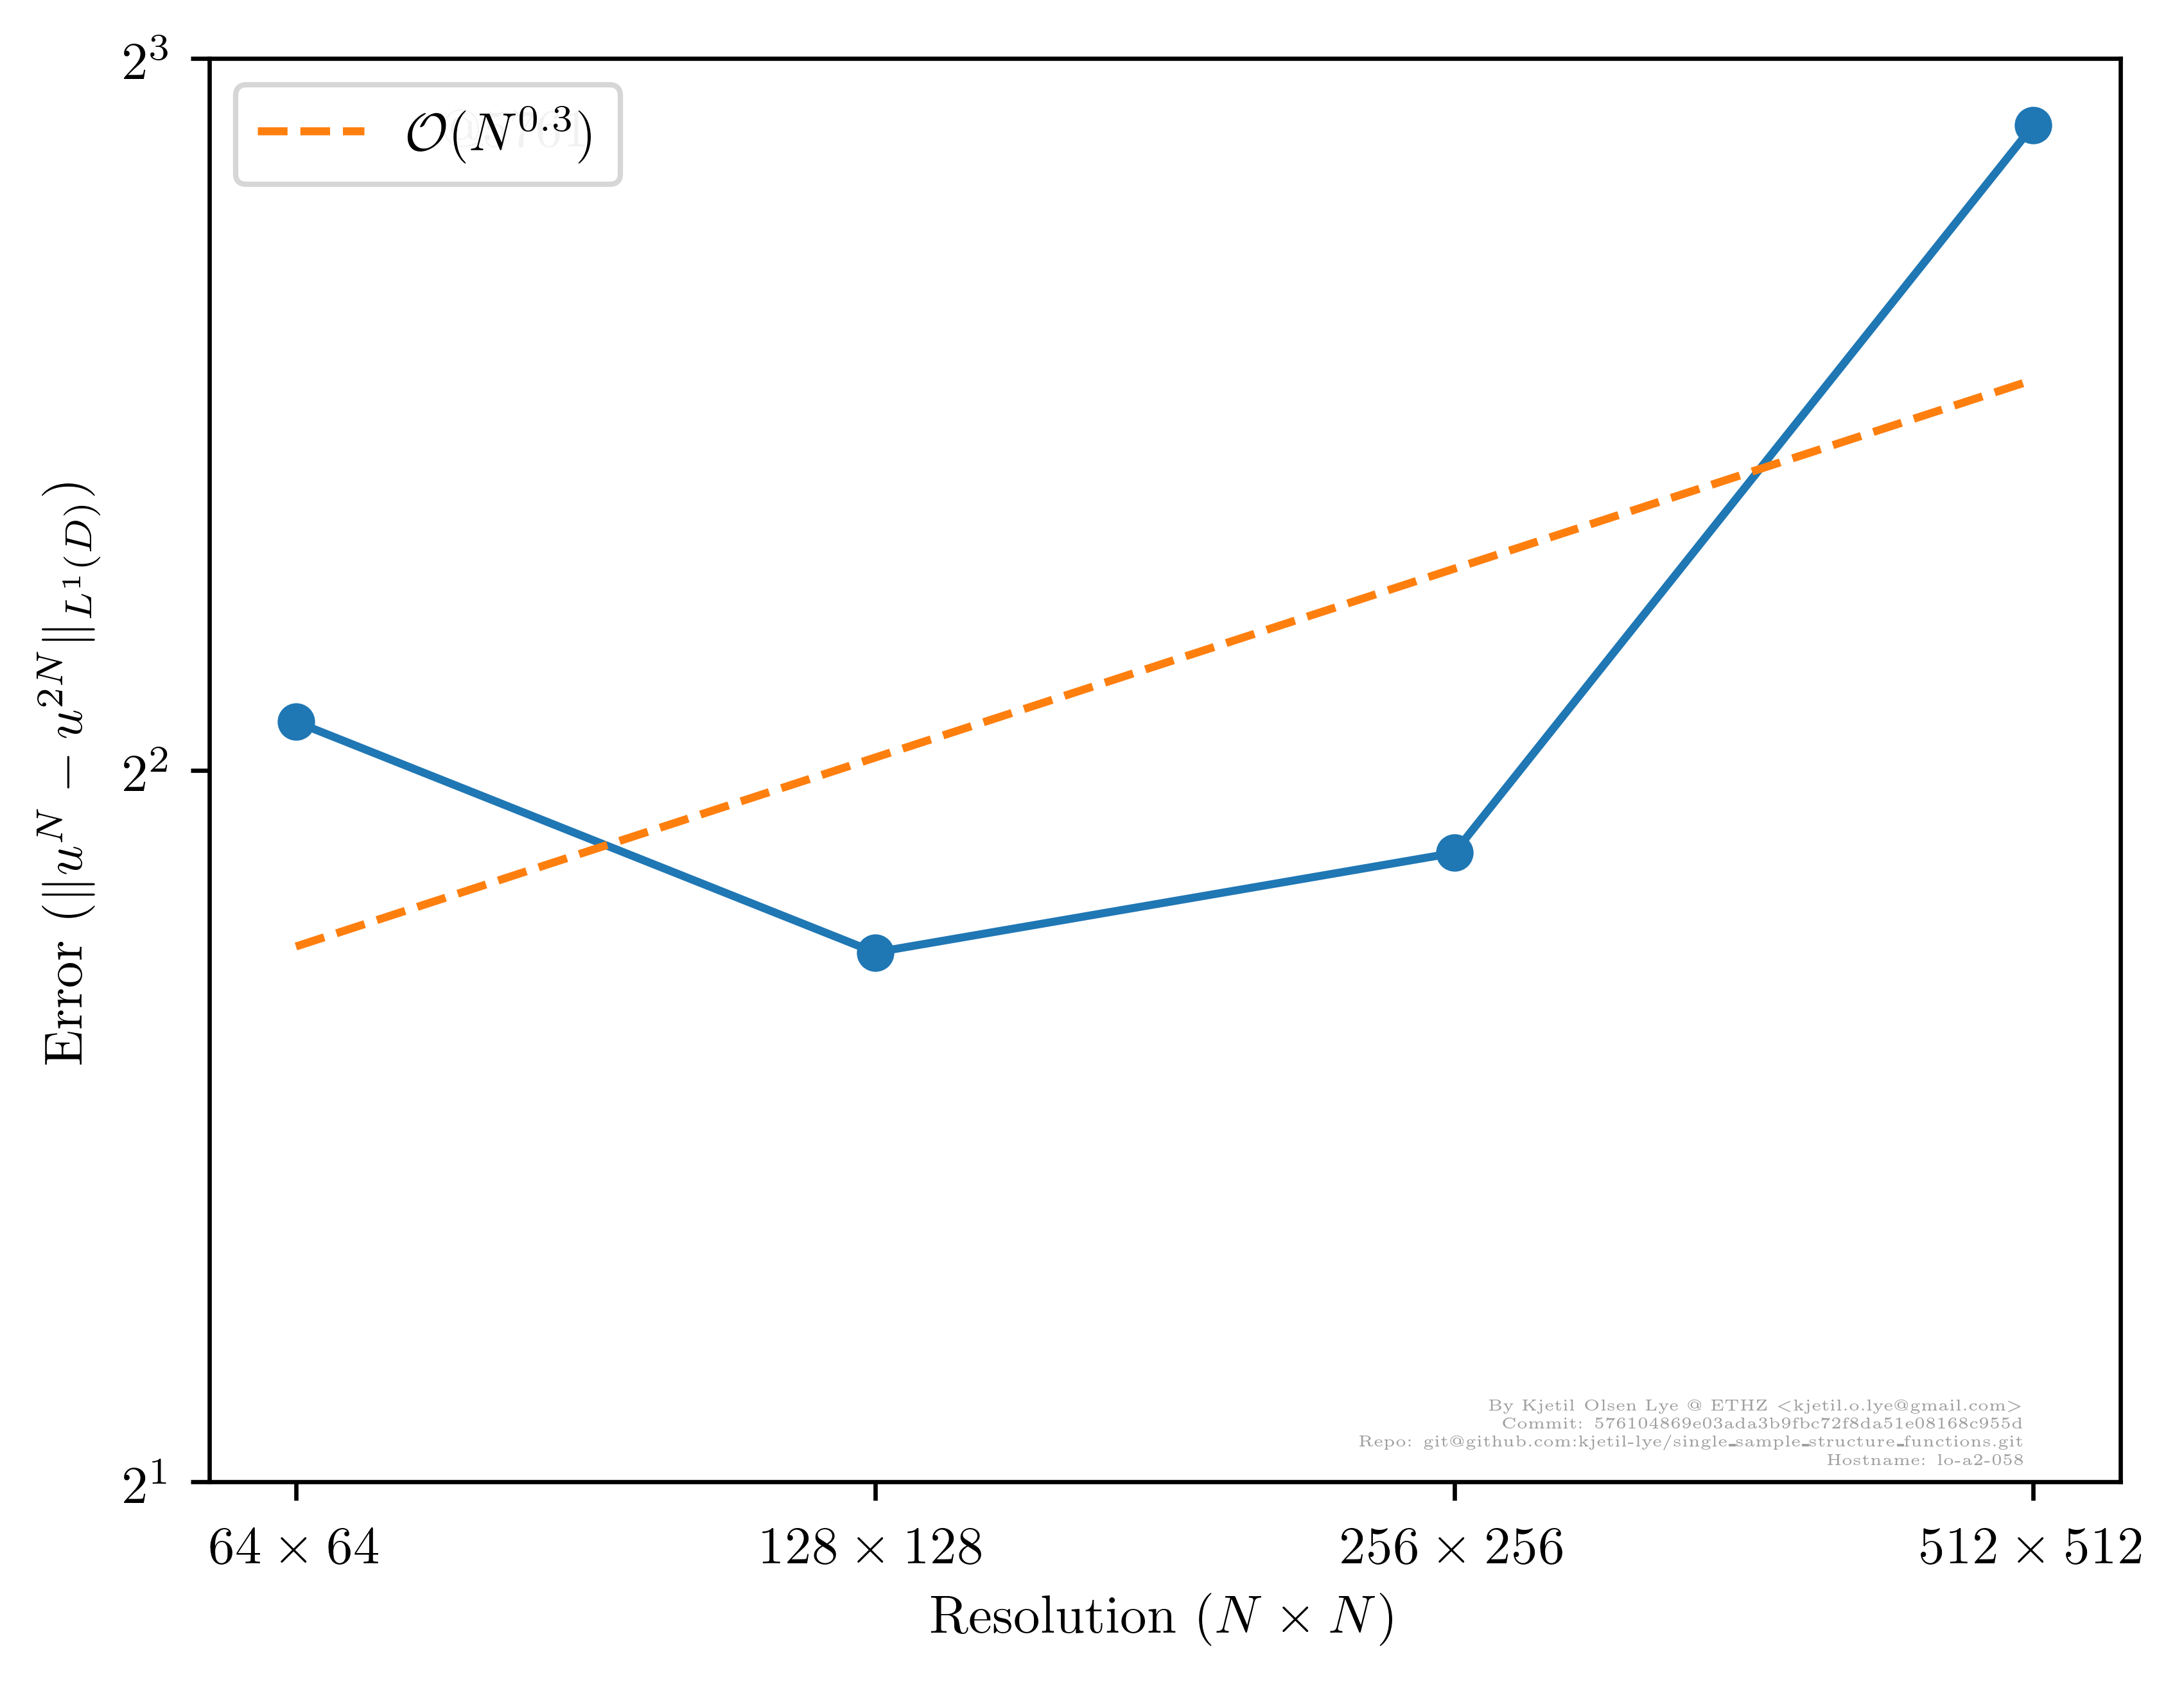 2^3
O(N^0.3)
2^2
Error (||u^N − u^2N||_L^1(D))
By Kjetil Olsen Lye @ ETHZ <kjetil.o.lye@gmail.com>
Commit: 576104869e03ada3b9fbc72f8da51e08168c955d
Repo: git@github.com:kjetil-lye/single_sample_structure_functions.git
Hostname: lo-a2-058
2^1
64 × 64 128 × 128 256 × 256 512 × 512
Resolution (N × N)